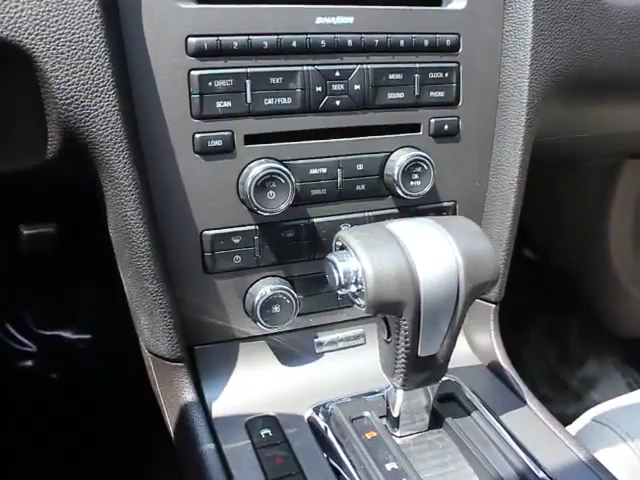 SHAKER
1 2 3 4 5 6 7 8 9 0
* DIRECT TEXT MENU CLOCK #
SEEK
SCAN CAT/FOLD SOUND PHONE
LOAD
AM/FM CD
SIRIUS AUX
VOL
OK